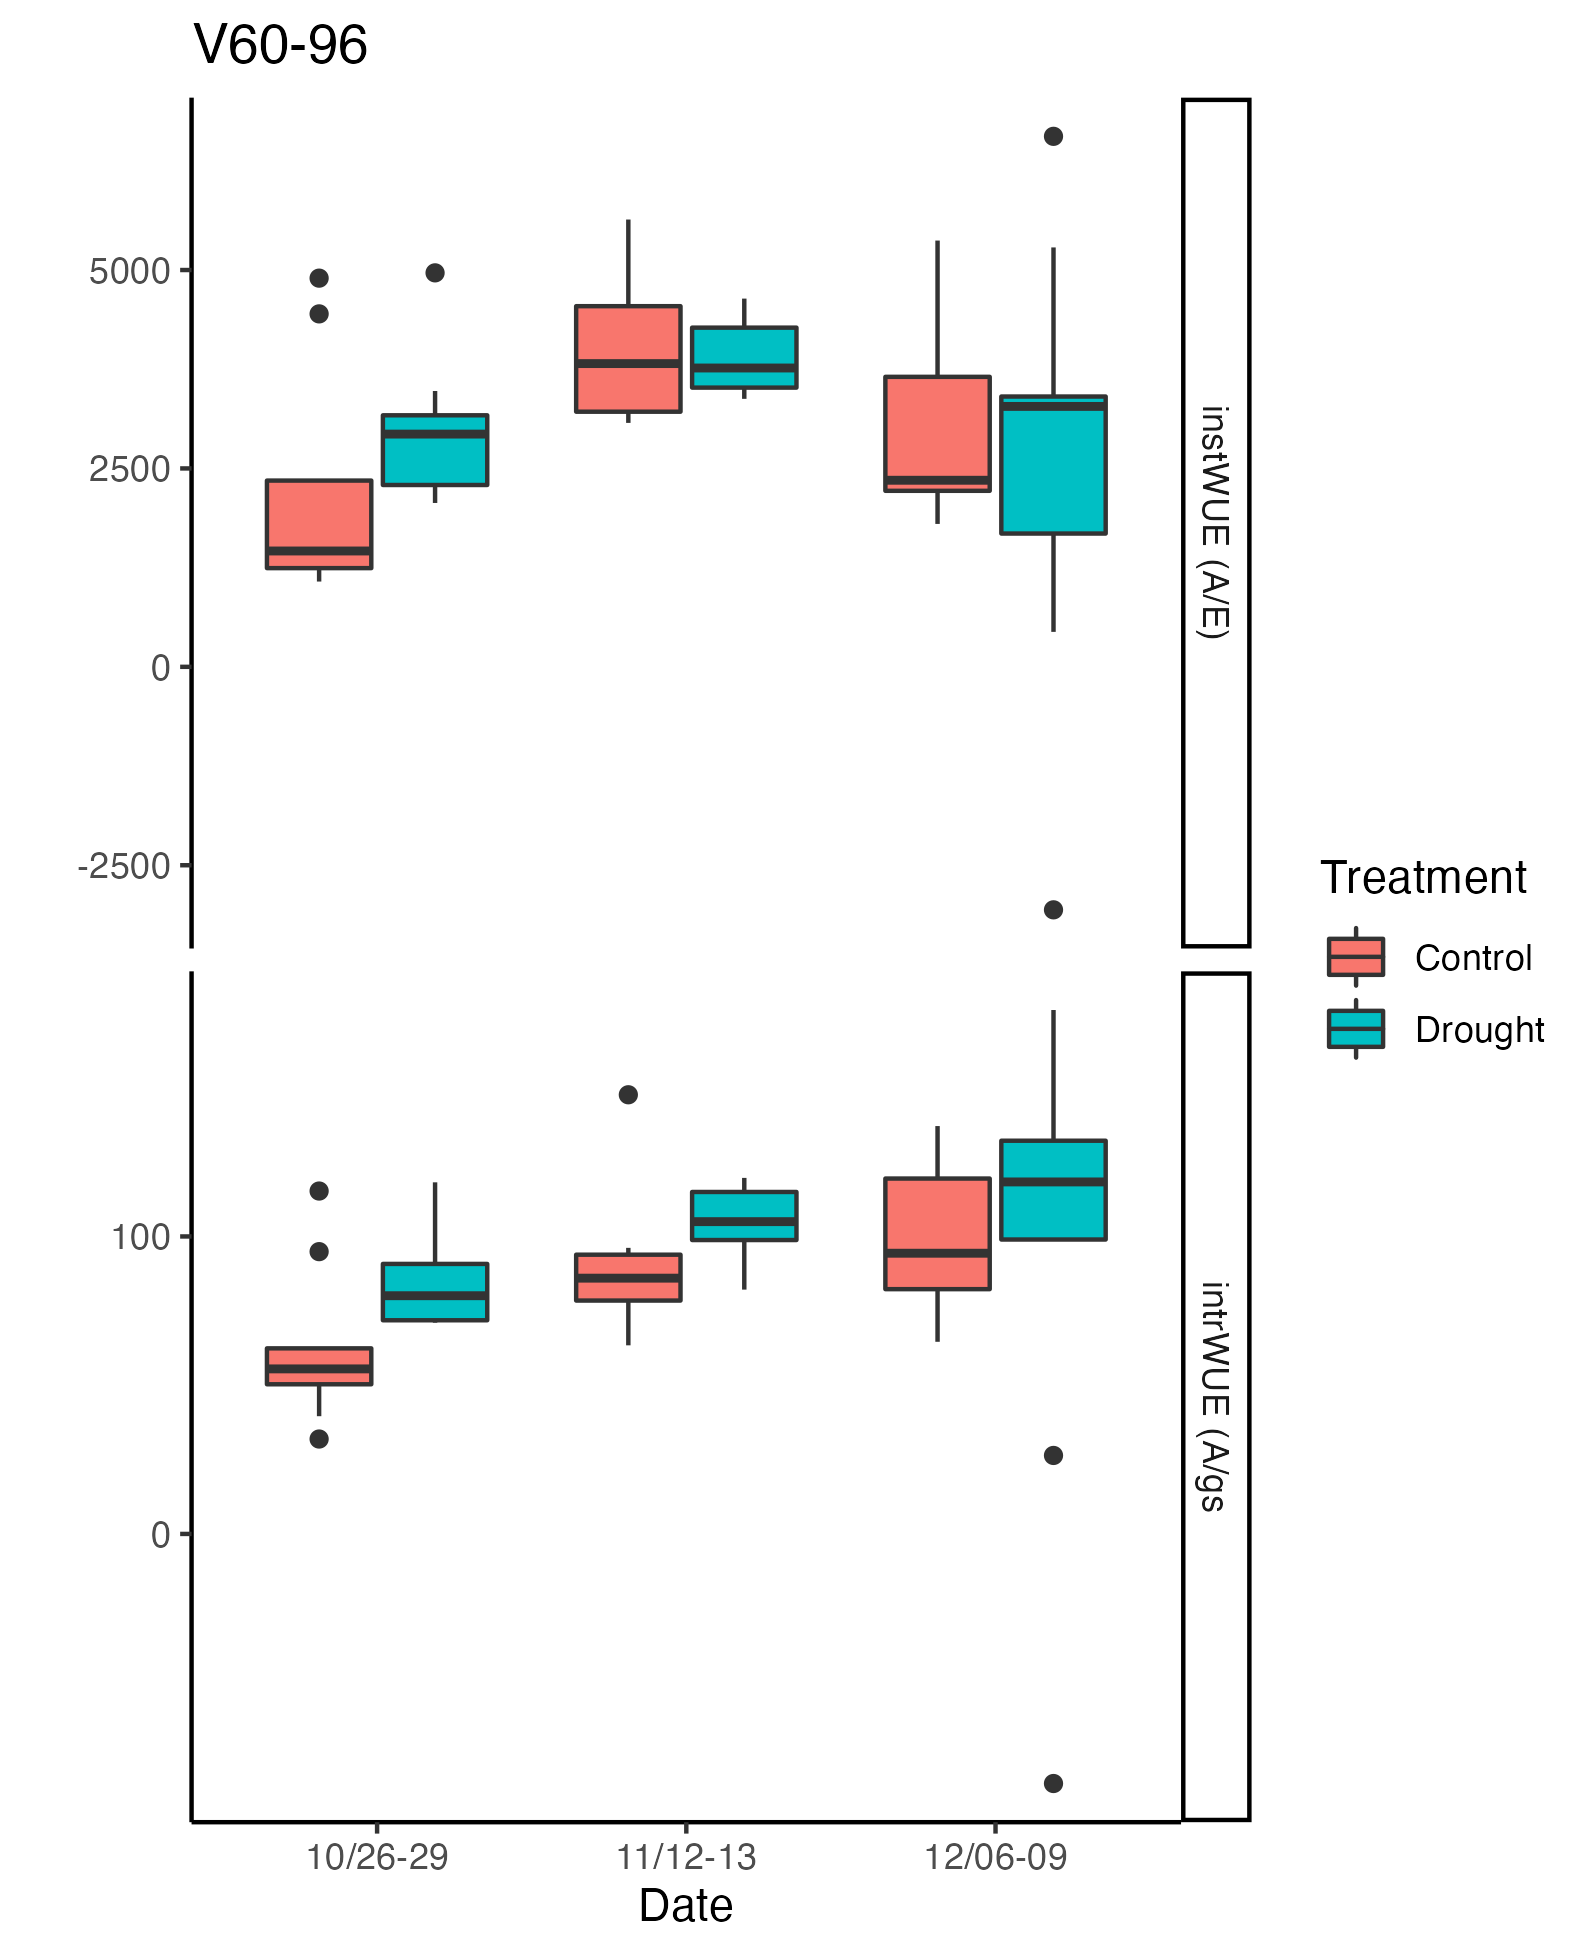 V60-96
5000
2500
0
-2500
instWUE (A/E)
100
0
intrWUE (A/gs
10/26-29
11/12-13
12/06-09
Date
Treatment
Control
Drought